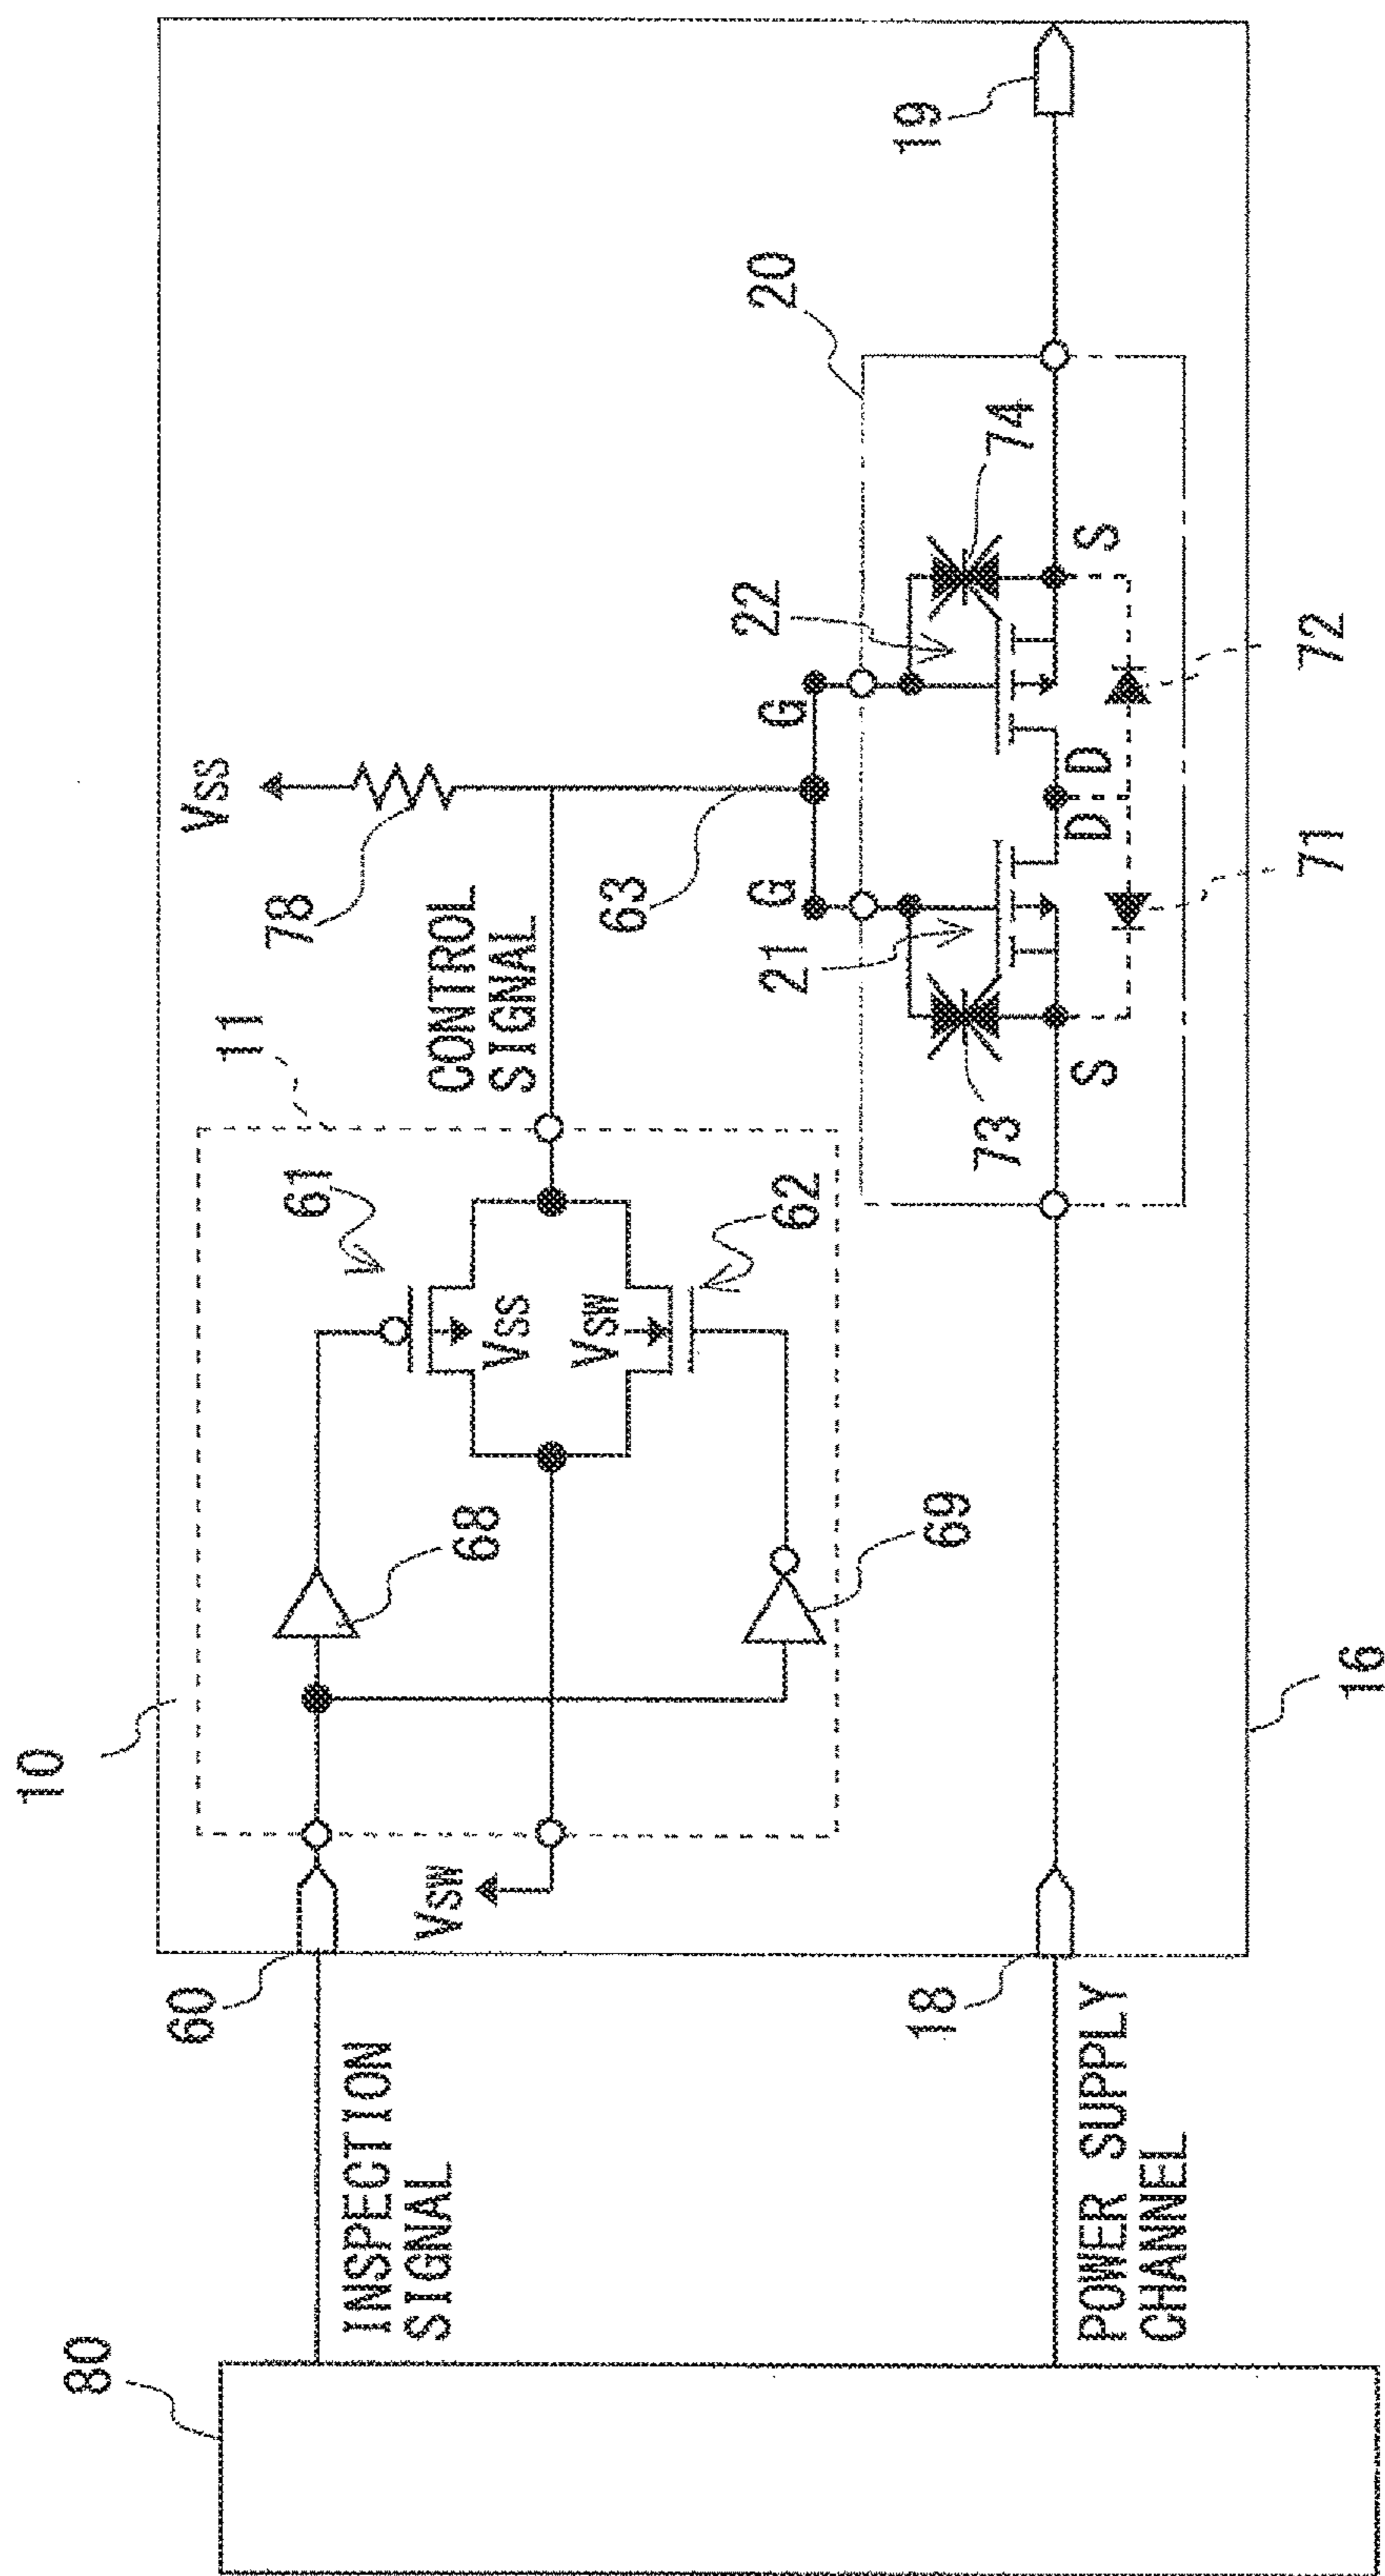 80
INSPECTION
SIGNAL
POWER SUPPLY
CHANNEL
60
18
10
16
VSW
68
69
11
61
62
VSS
VSW
CONTROL
SIGNAL
78
VSS
63
G
G
21
22
20
73
74
S
D
D
S
71
72
19